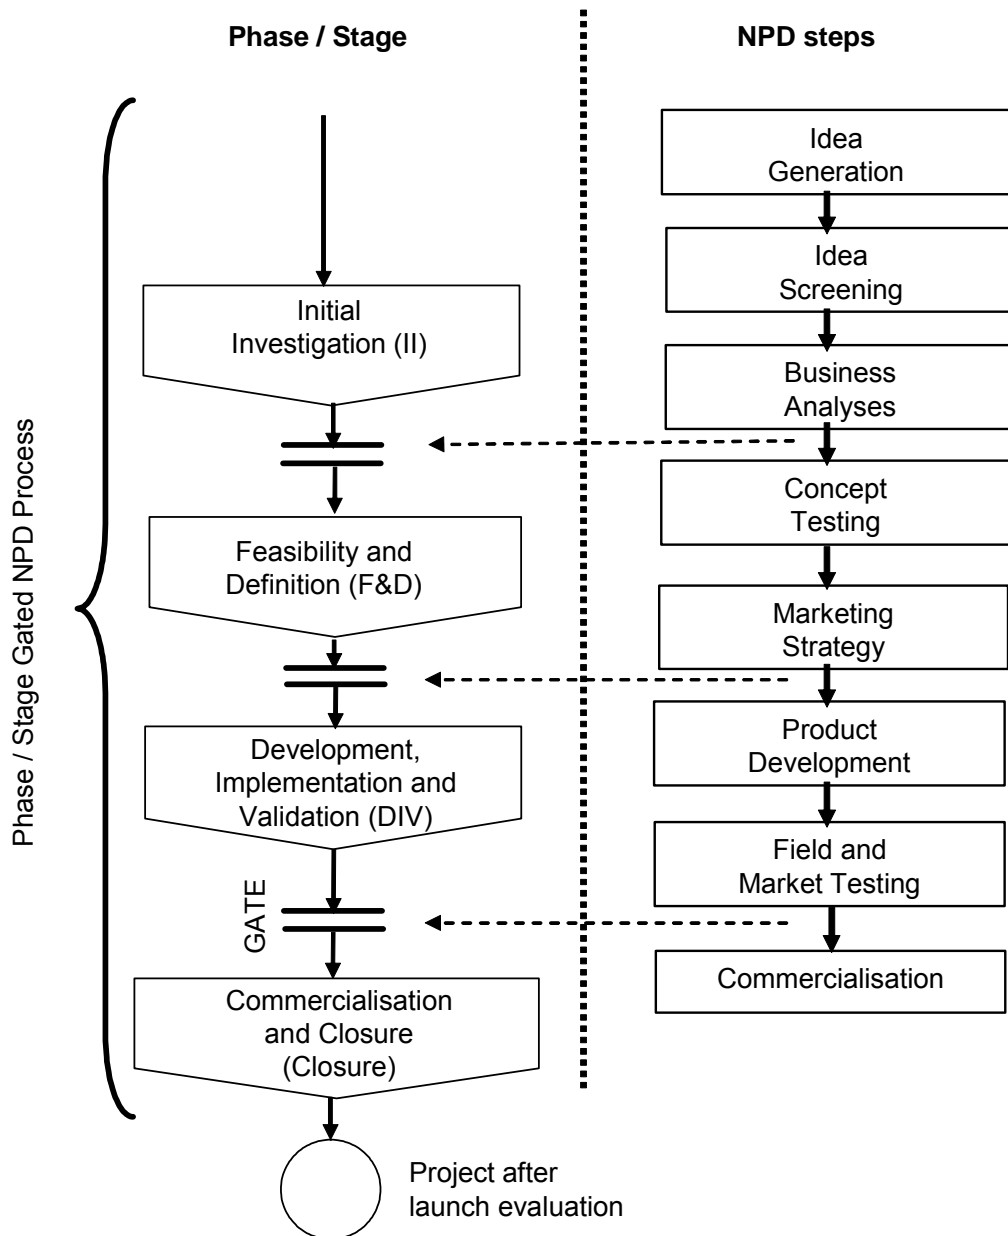 Phase / Stage
NPD steps
Phase / Stage Gated NPD Process
Initial
Investigation (II)
Feasibility and
Definition (F&D)
Development,
Implementation and
Validation (DIV)
GATE
Commercialisation
and Closure
(Closure)
Project after
launch evaluation
Idea
Generation
Idea
Screening
Business
Analyses
Concept
Testing
Marketing
Strategy
Product
Development
Field and
Market Testing
Commercialisation